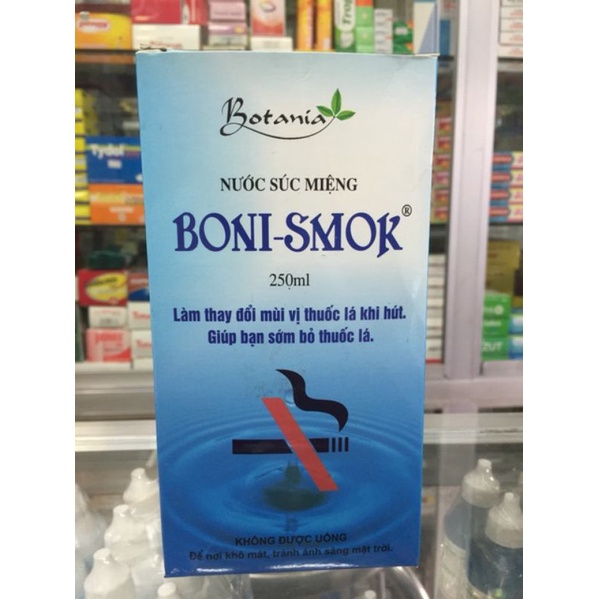 Botania
NƯỚC SÚC MIỆNG
BONI-SMOK®
250ml
Làm thay đổi mùi vị thuốc lá khi hút.
Giúp bạn sớm bỏ thuốc lá.
KHÔNG ĐƯỢC UỐNG
Để nơi khô mát, tránh ánh sáng mặt trời.
Tydol